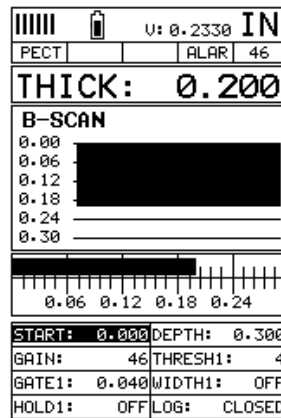 V: 0.2330 IN
PECT ALAR 46
THICK: 0.200
B-SCAN
0.00
0.06
0.12
0.18
0.24
0.30
0.06 0.12 0.18 0.24
START: 0.000 DEPTH: 0.300
GAIN: 46 THRESH1: 4
GATE1: 0.040 WIDTH1: OFF
HOLD1: OFF LOG: CLOSED